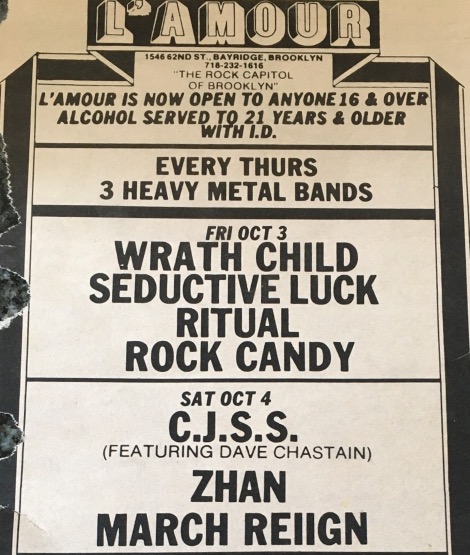 L'AMOUR
1546 62ND ST., BAYRIDGE, BROOKLYN
718-232-1616
"THE ROCK CAPITOL
OF BROOKLYN"
L'AMOUR IS NOW OPEN TO ANYONE 16 & OVER
ALCOHOL SERVED TO 21 YEARS & OLDER
WITH I.D.
EVERY THURS
3 HEAVY METAL BANDS
FRI OCT 3
WRATH CHILD
SEDUCTIVE LUCK
RITUAL
ROCK CANDY
SAT OCT 4
C.J.S.S.
(FEATURING DAVE CHASTAIN)
ZHAN
MARCH REIIGN